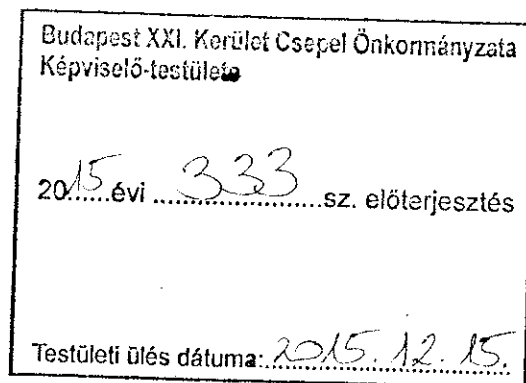 Budapest XXI. Kerület Csepel Önkormányzata
Képviselő-testülete
2015 évi 333 sz. előterjesztés
Testületi ülés dátuma: 2015. 12. 15.